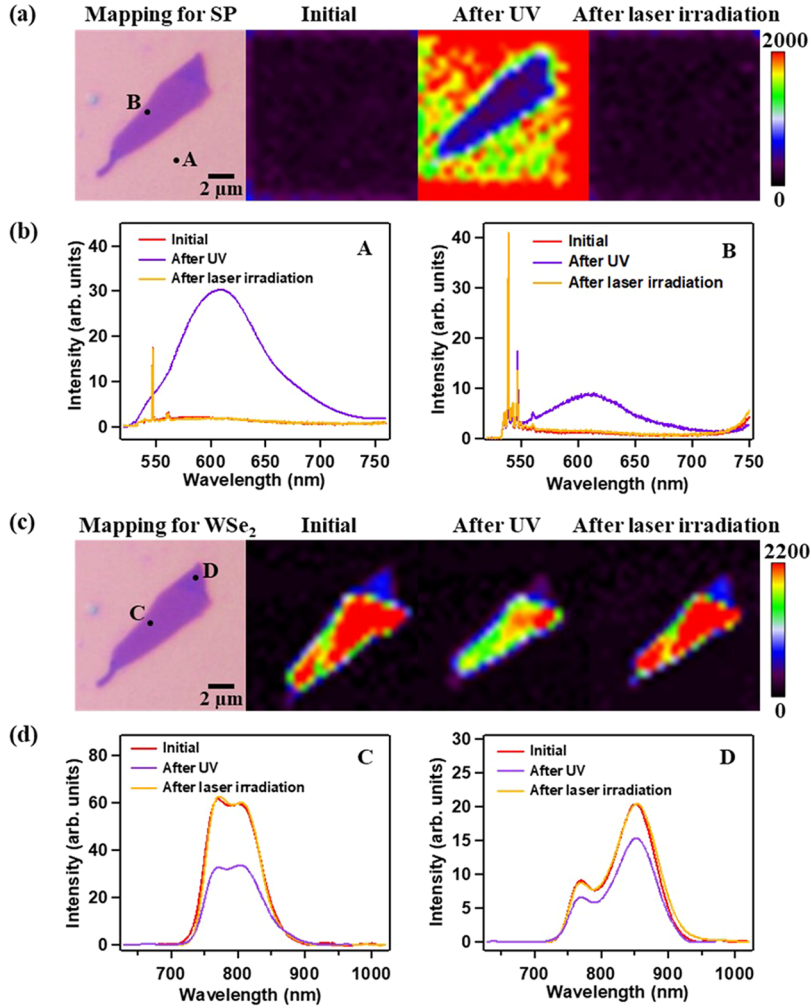 (a) Mapping for SP Initial After UV After laser irradiation
2000
B
A
2 μm
0
(b)
Intensity (arb. units)
40
30
20
10
0
Initial
After UV
After laser irradiation
A
550 600 650 700 750
Wavelength (nm)
Intensity (arb. units)
40
30
20
10
0
Initial
After UV
After laser irradiation
B
550 600 650 700 750
Wavelength (nm)
(c) Mapping for WSe₂ Initial After UV After laser irradiation
2200
D
C
2 μm
0
(d)
Intensity (arb. units)
80
60
40
20
0
Initial
After UV
After laser irradiation
C
700 800 900 1000
Wavelength (nm)
Intensity (arb. units)
30
25
20
15
10
5
0
Initial
After UV
After laser irradiation
D
700 800 900 1000
Wavelength (nm)